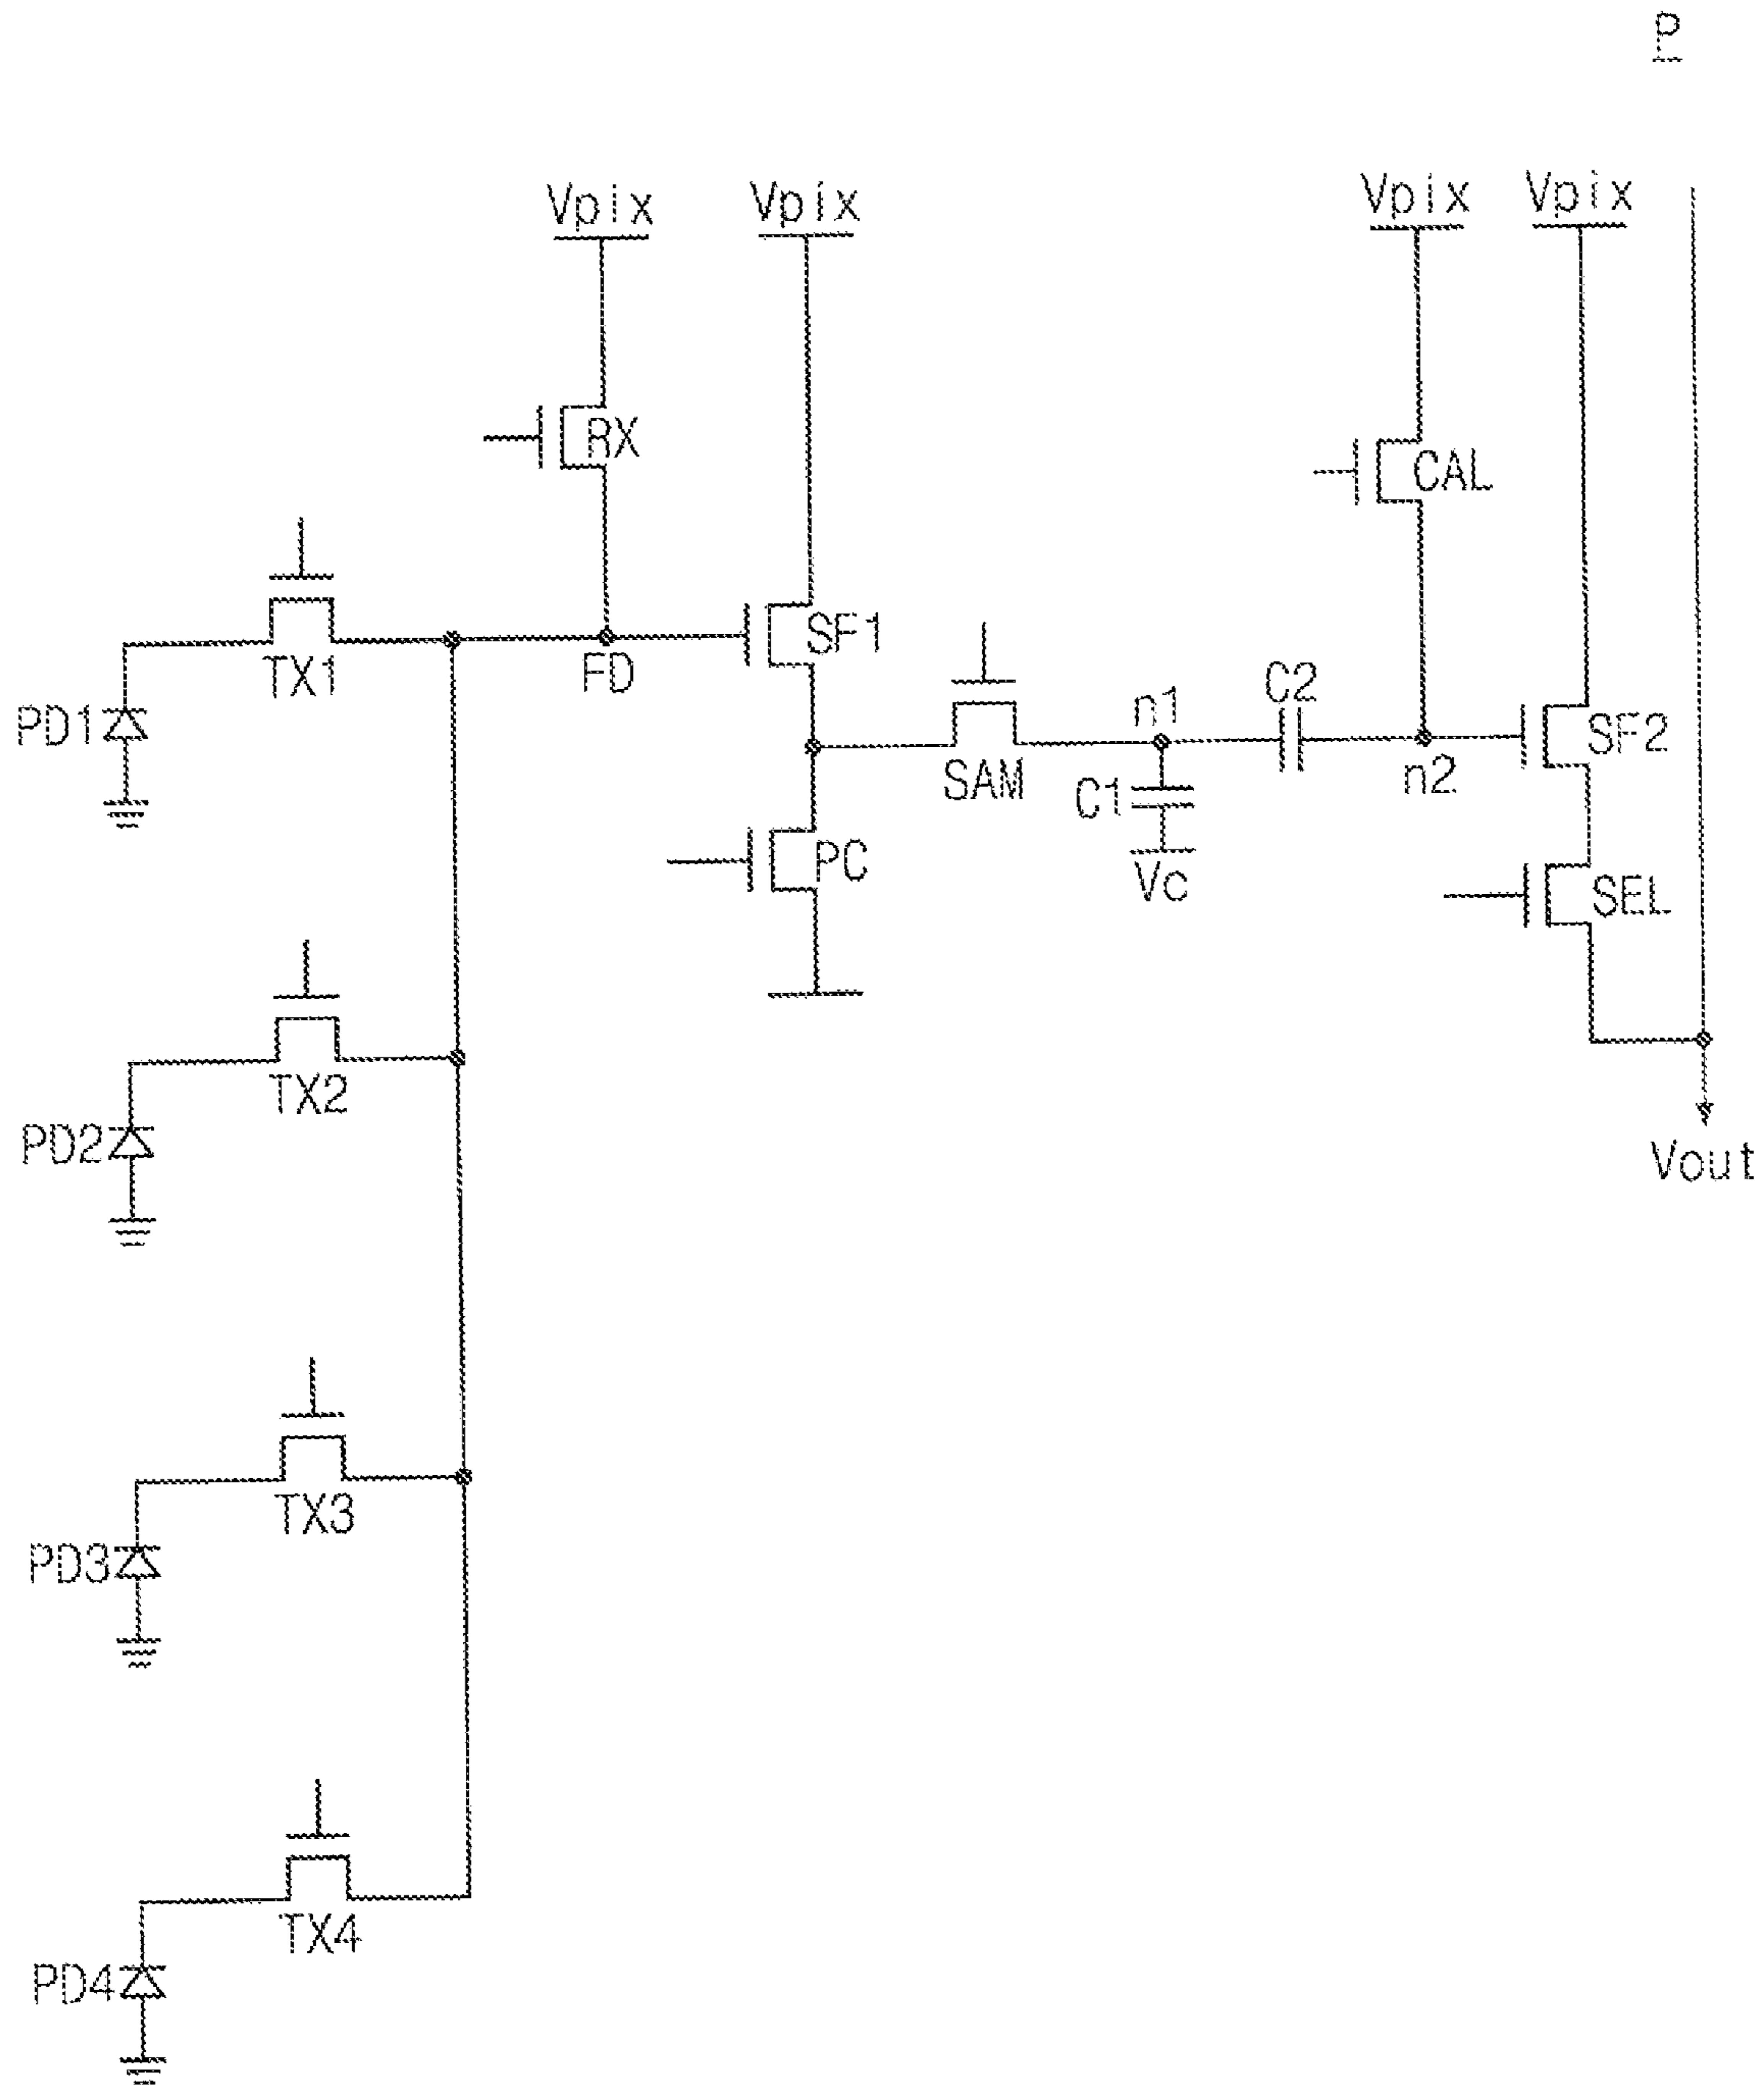 P
Vpix Vpix Vpix Vpix
RX
CAL
TX1
FD
SF1
PD1
SAM
n1
C2
n2
SF2
C1
Vc
PC
SEL
TX2
PD2
Vout
TX3
PD3
TX4
PD4